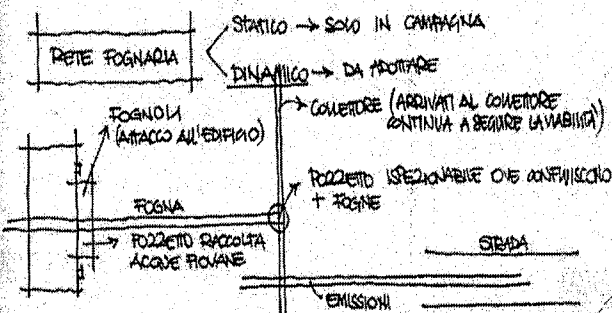 STATICO → SOLO IN CAMPAGNA
RETE FOGNARIA
DINAMICO → DA ADOTTARE
COLLETTORE (ARRIVATI AL COLLETTORE
CONTINUA A SEGUIRE LA VIABILITÀ)
FOGNOLI
(ATTACCO ALL'EDIFICIO)
POZZETTO ISPEZIONABILE OVE CONFLUISCONO
+ FOGNE
FOGNA
POZZETTO RACCOLTA
ACQUE PIOVANE
STRADA
EMISSIONI